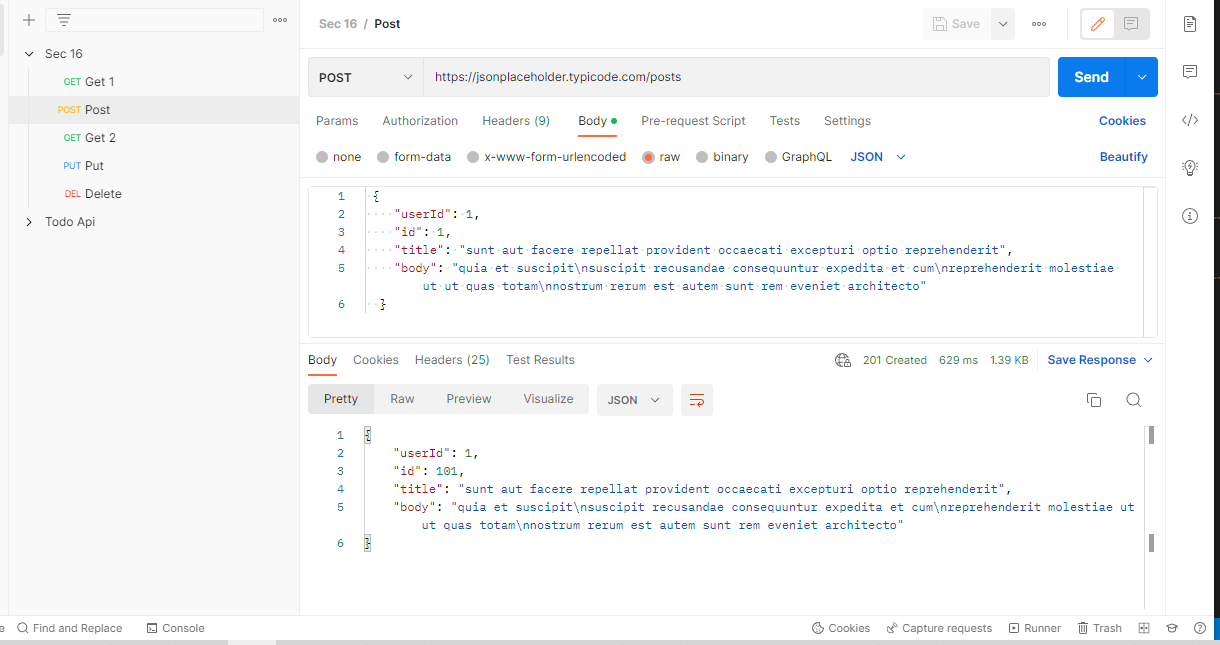 Sec 16 / Post
Save
Sec 16
GET Get 1
POST Post
GET Get 2
PUT Put
DEL Delete
Todo Api
POST
https://jsonplaceholder.typicode.com/posts
Send
Params Authorization Headers (9) Body Pre-request Script Tests Settings Cookies
none form-data x-www-form-urlencoded raw binary GraphQL JSON Beautify
1 {
2 "userId": 1,
3 "id": 1,
4 "title": "sunt aut facere repellat provident occaecati excepturi optio reprehenderit",
5 "body": "quia et suscipit\nsuscipit recusandae consequuntur expedita et cum\nreprehenderit molestiae
ut ut quas totam\nnostrum rerum est autem sunt rem eveniet architecto"
6 }
Body Cookies Headers (25) Test Results 201 Created 629 ms 1.39 KB Save Response
Pretty Raw Preview Visualize JSON
1 {
2 "userId": 1,
3 "id": 101,
4 "title": "sunt aut facere repellat provident occaecati excepturi optio reprehenderit",
5 "body": "quia et suscipit\nsuscipit recusandae consequuntur expedita et cum\nreprehenderit molestiae ut
ut quas totam\nnostrum rerum est autem sunt rem eveniet architecto"
6 }
e Find and Replace Console Cookies Capture requests Runner Trash